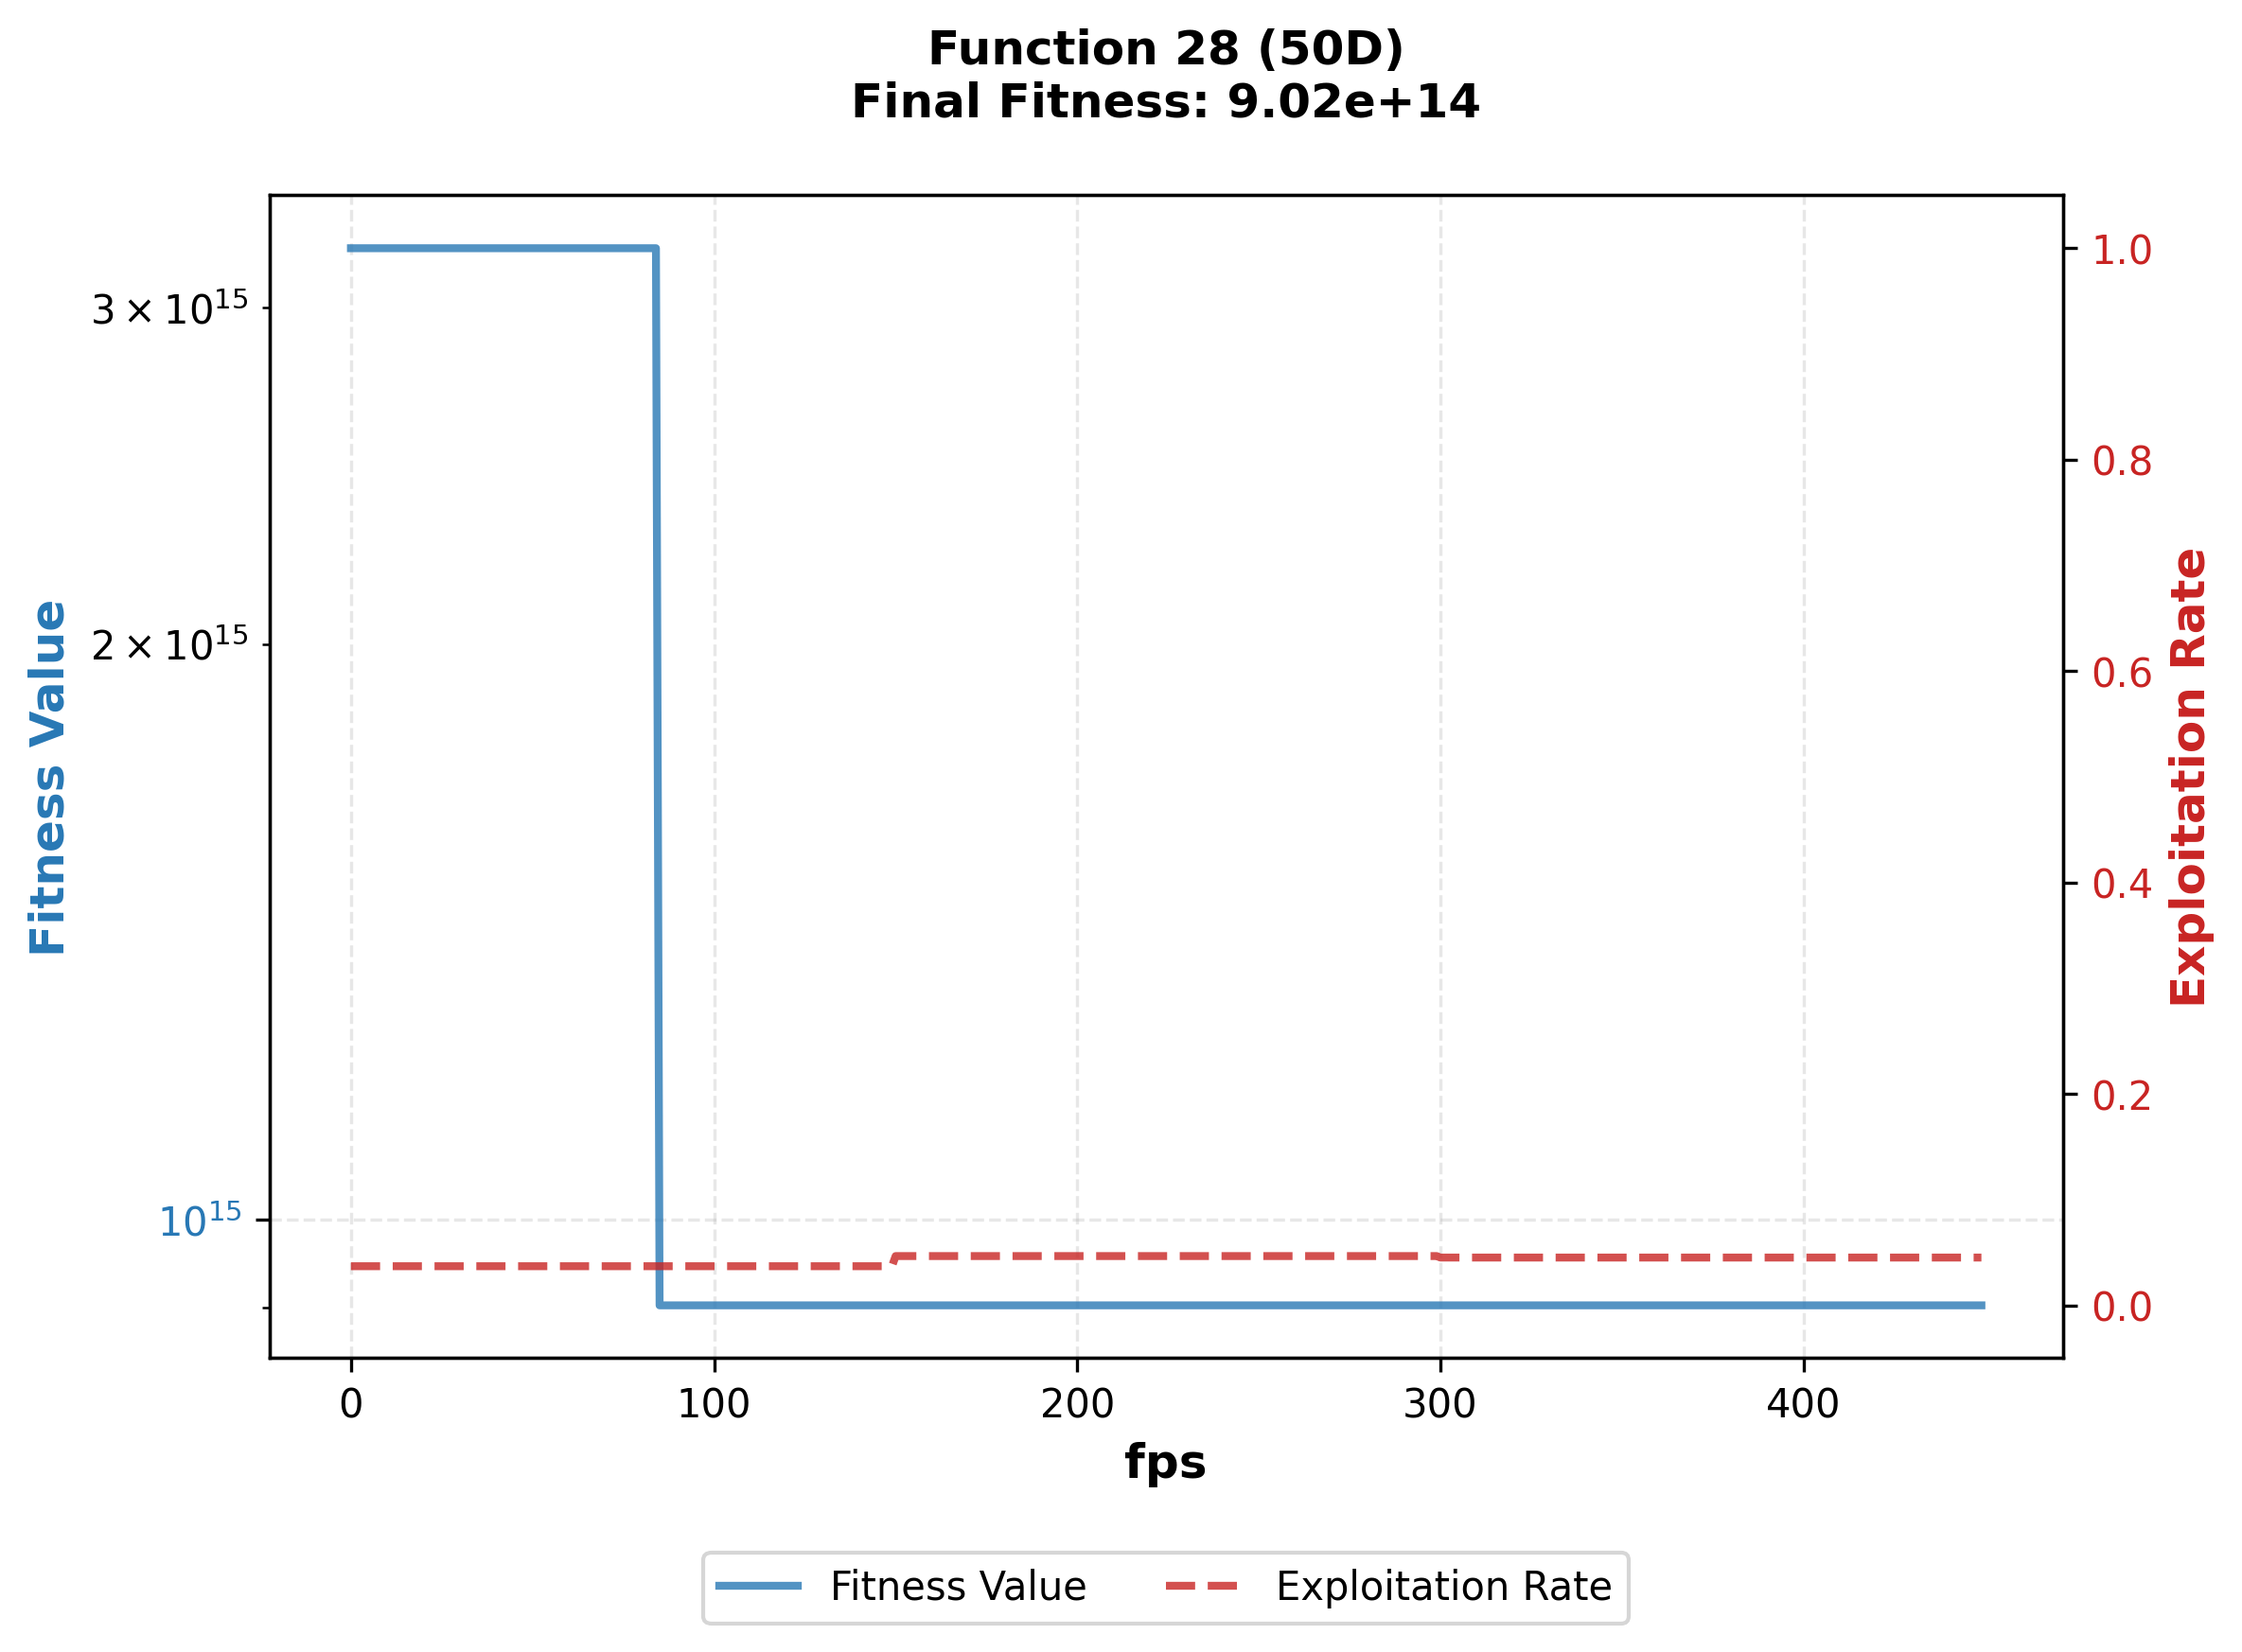 Function 28 (50D)
Final Fitness: 9.02e+14
3 × 10¹⁵
2 × 10¹⁵
10¹⁵
Fitness Value
1.0
0.8
0.6
0.4
0.2
0.0
Exploitation Rate
0 100 200 300 400
fps
Fitness Value Exploitation Rate